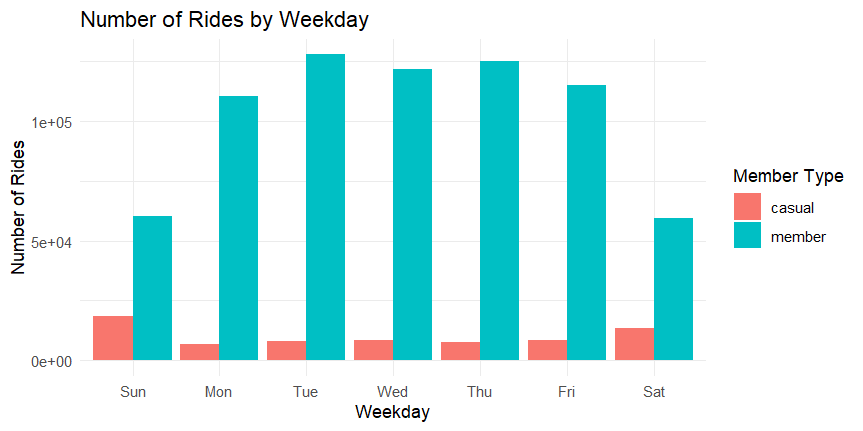 Number of Rides by Weekday
Number of Rides
1e+05
5e+04
0e+00
Sun Mon Tue Wed Thu Fri Sat
Weekday
Member Type
casual
member